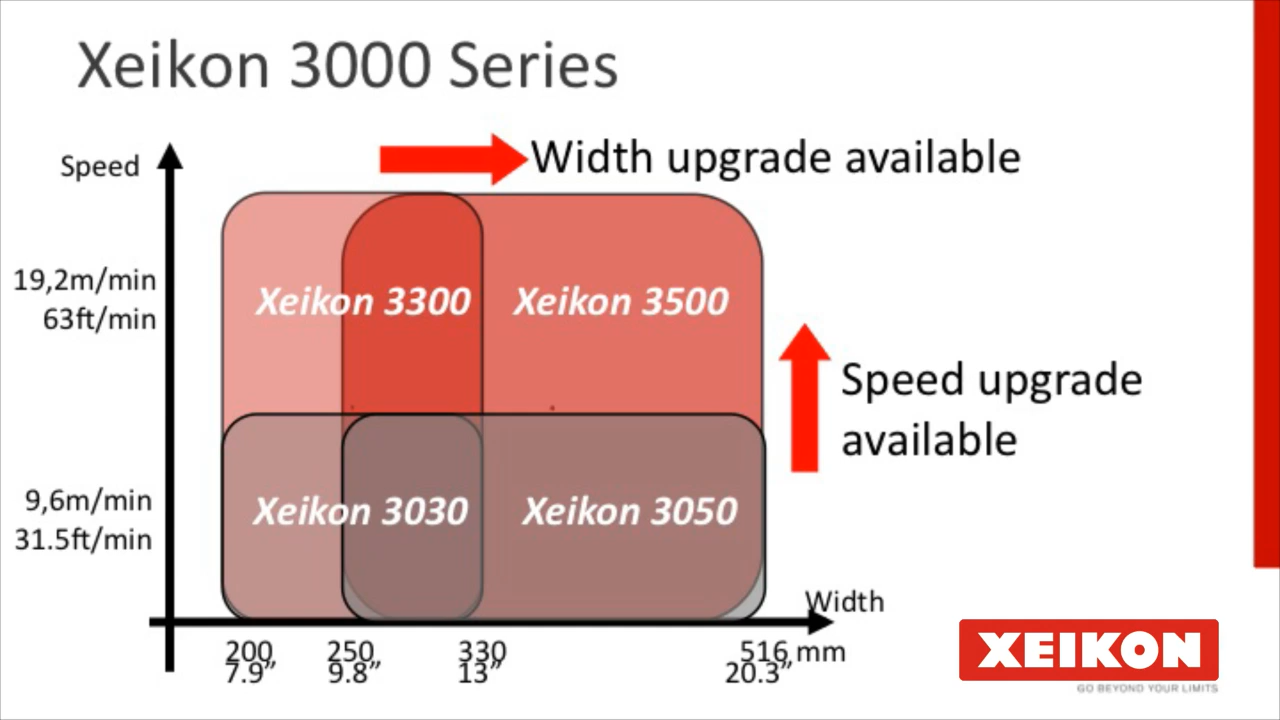 Xeikon 3000 Series
Speed
Width upgrade available
19,2m/min
63ft/min
Xeikon 3300
Xeikon 3500
Speed upgrade
available
9,6m/min
31.5ft/min
Xeikon 3030
Xeikon 3050
Width
200 250 330 516 mm
7.9” 9.8” 13” 20.3”
XEIKON
GO BEYOND YOUR LIMITS